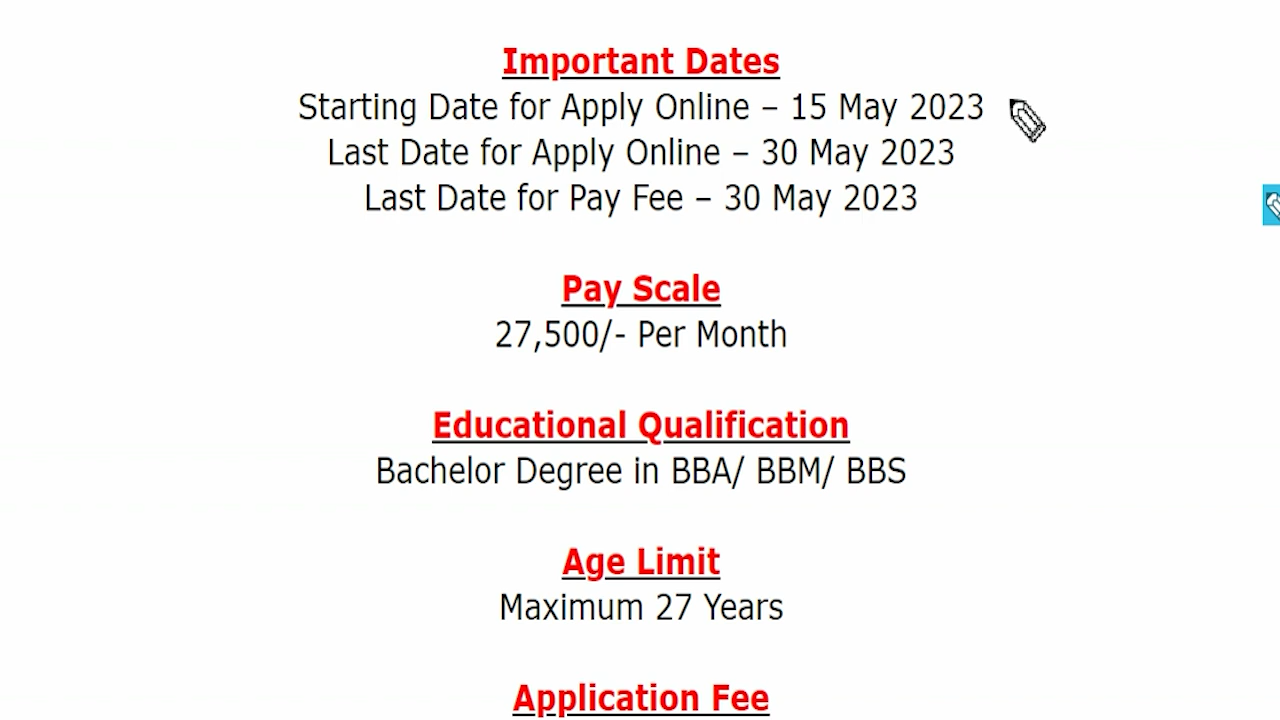 Important Dates
Starting Date for Apply Online – 15 May 2023
Last Date for Apply Online – 30 May 2023
Last Date for Pay Fee – 30 May 2023
Pay Scale
27,500/- Per Month
Educational Qualification
Bachelor Degree in BBA/ BBM/ BBS
Age Limit
Maximum 27 Years
Application Fee